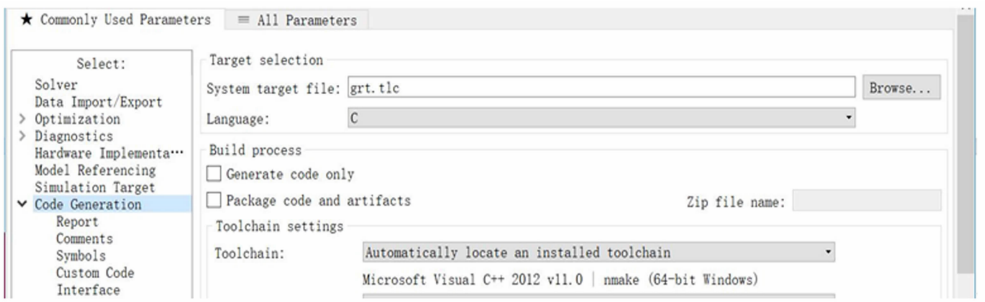 ★ Commonly Used Parameters
≡ All Parameters
Select:
Solver
Data Import/Export
Optimization
Diagnostics
Hardware Implementa···
Model Referencing
Simulation Target
Code Generation
Report
Comments
Symbols
Custom Code
Interface
Target selection
System target file: grt.tlc Browse...
Language: C
Build process
Generate code only
Package code and artifacts Zip file name:
Toolchain settings
Toolchain: Automatically locate an installed toolchain
Microsoft Visual C++ 2012 v11.0 | nmake (64-bit Windows)